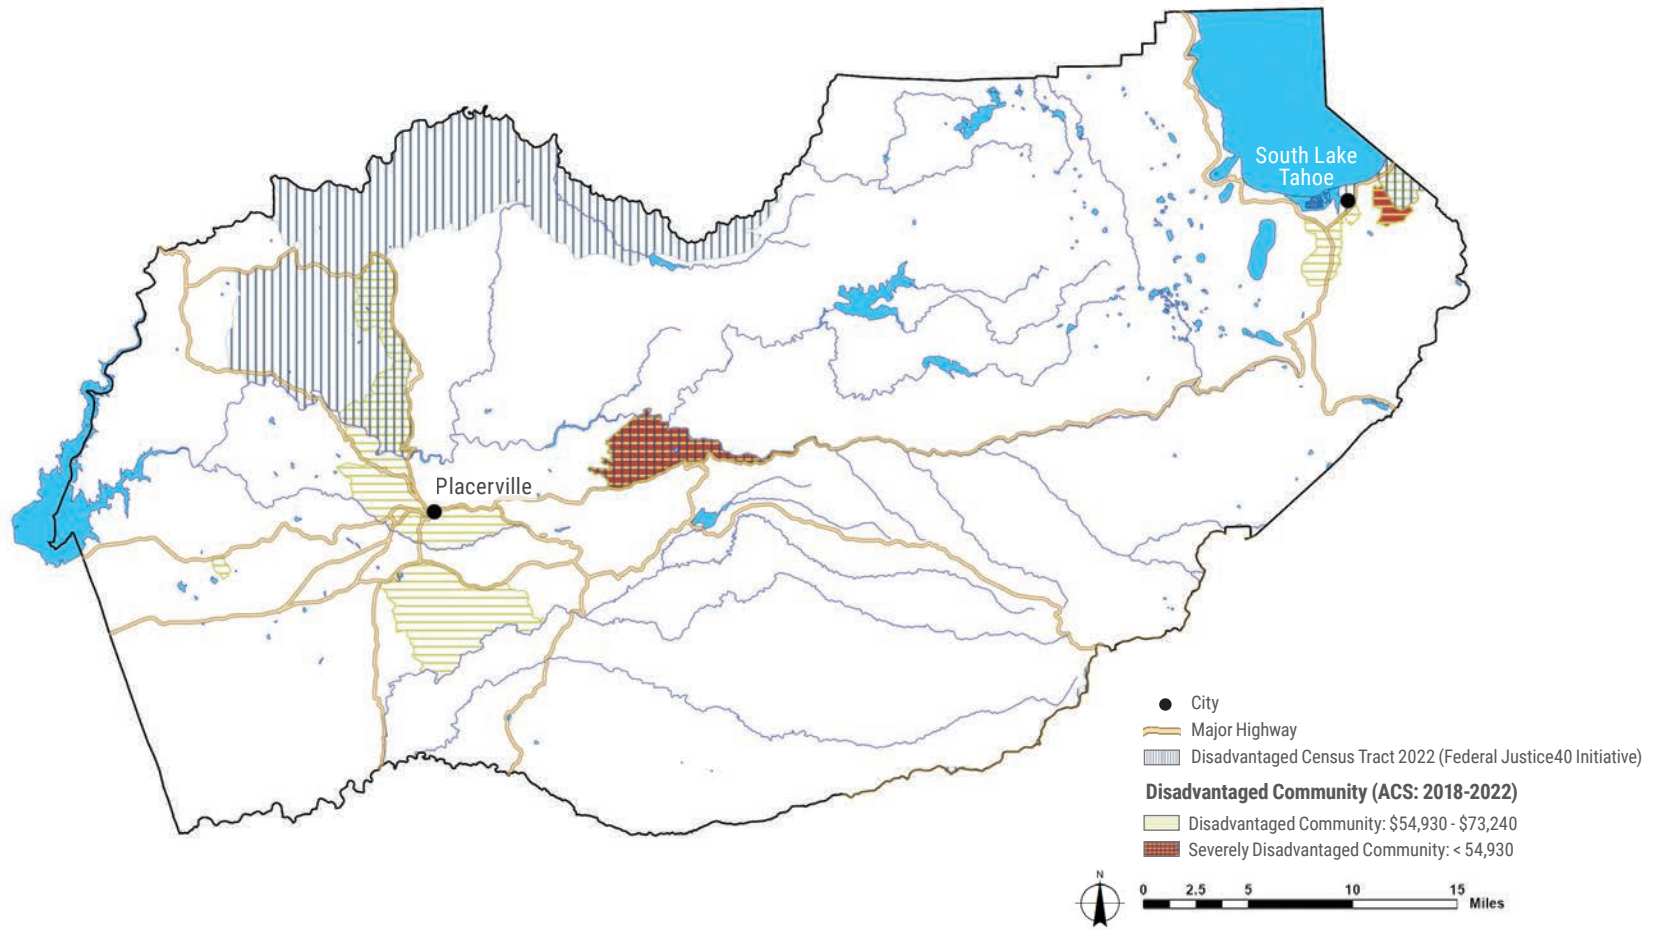 South Lake
Tahoe
Placerville
City
Major Highway
Disadvantaged Census Tract 2022 (Federal Justice40 Initiative)
Disadvantaged Community (ACS: 2018-2022)
Disadvantaged Community: $54,930 - $73,240
Severely Disadvantaged Community: < 54,930
N
0 2.5 5 10 15 Miles